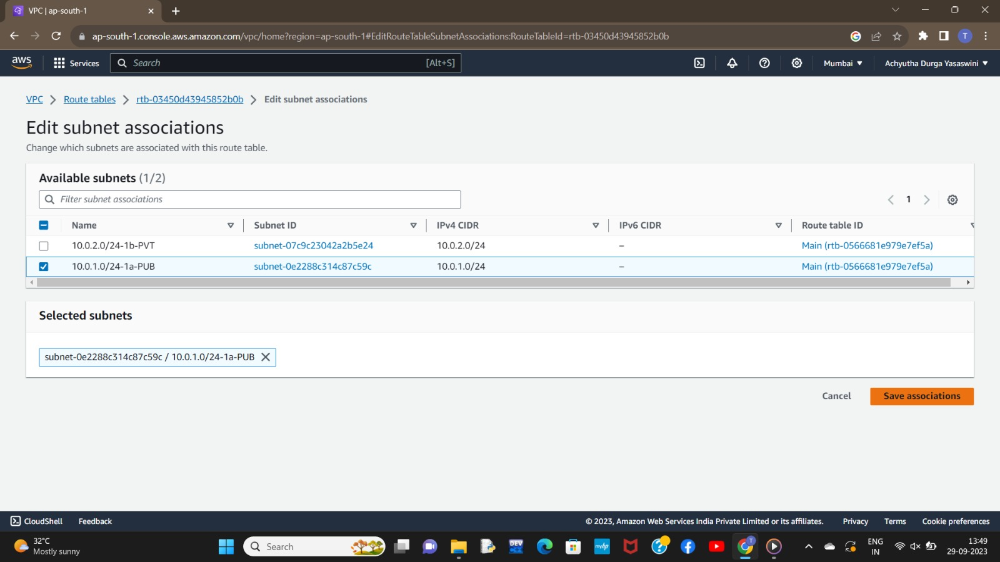 VPC | ap-south-1
ap-south-1.console.aws.amazon.com/vpc/home?region=ap-south-1#EditRouteTableSubnetAssociations:RouteTableId=rtb-03450d43945852b0b
T
aws
Services
Search
[Alt+S]
Mumbai
Achyutha Durga Yasaswini
VPC
Route tables
rtb-03450d43945852b0b
Edit subnet associations
Edit subnet associations
Change which subnets are associated with this route table.
Available subnets (1/2)
Filter subnet associations
1
Name Subnet ID IPv4 CIDR IPv6 CIDR Route table ID
10.0.2.0/24-1b-PVT subnet-07c9c23042a2b5e24 10.0.2.0/24 – Main (rtb-0566681e979e7ef5a)
10.0.1.0/24-1a-PUB subnet-0e2288c314c87c59c 10.0.1.0/24 – Main (rtb-0566681e979e7ef5a)
Selected subnets
subnet-0e2288c314c87c59c / 10.0.1.0/24-1a-PUB
Cancel
Save associations
CloudShell
Feedback
© 2023, Amazon Web Services India Private Limited or its affiliates.
Privacy
Terms
Cookie preferences
32°C
Mostly sunny
Search
DEV
myhp
T
ENG
IN
13:49
29-09-2023